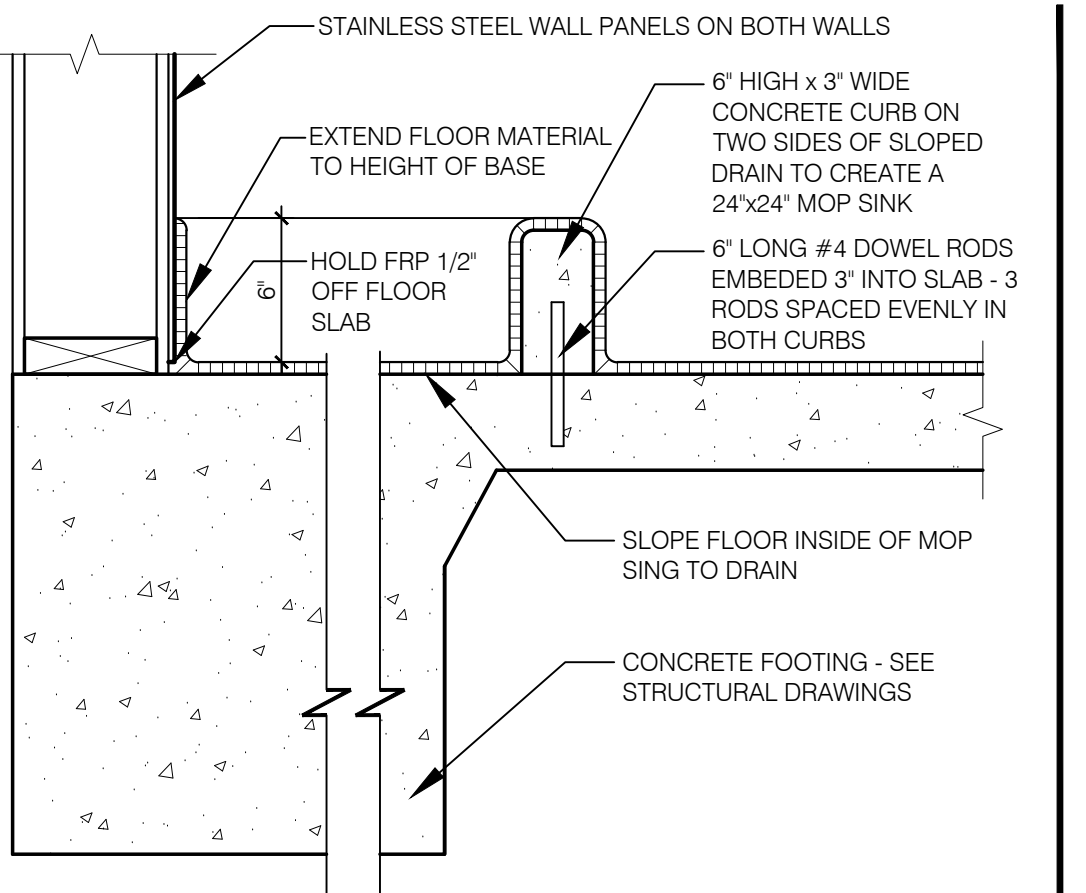 STAINLESS STEEL WALL PANELS ON BOTH WALLS
6" HIGH x 3" WIDE
CONCRETE CURB ON
TWO SIDES OF SLOPED
DRAIN TO CREATE A
24"x24" MOP SINK
EXTEND FLOOR MATERIAL
TO HEIGHT OF BASE
6" LONG #4 DOWEL RODS
EMBEDED 3" INTO SLAB - 3
RODS SPACED EVENLY IN
BOTH CURBS
HOLD FRP 1/2"
OFF FLOOR
SLAB
6"
SLOPE FLOOR INSIDE OF MOP
SING TO DRAIN
CONCRETE FOOTING - SEE
STRUCTURAL DRAWINGS